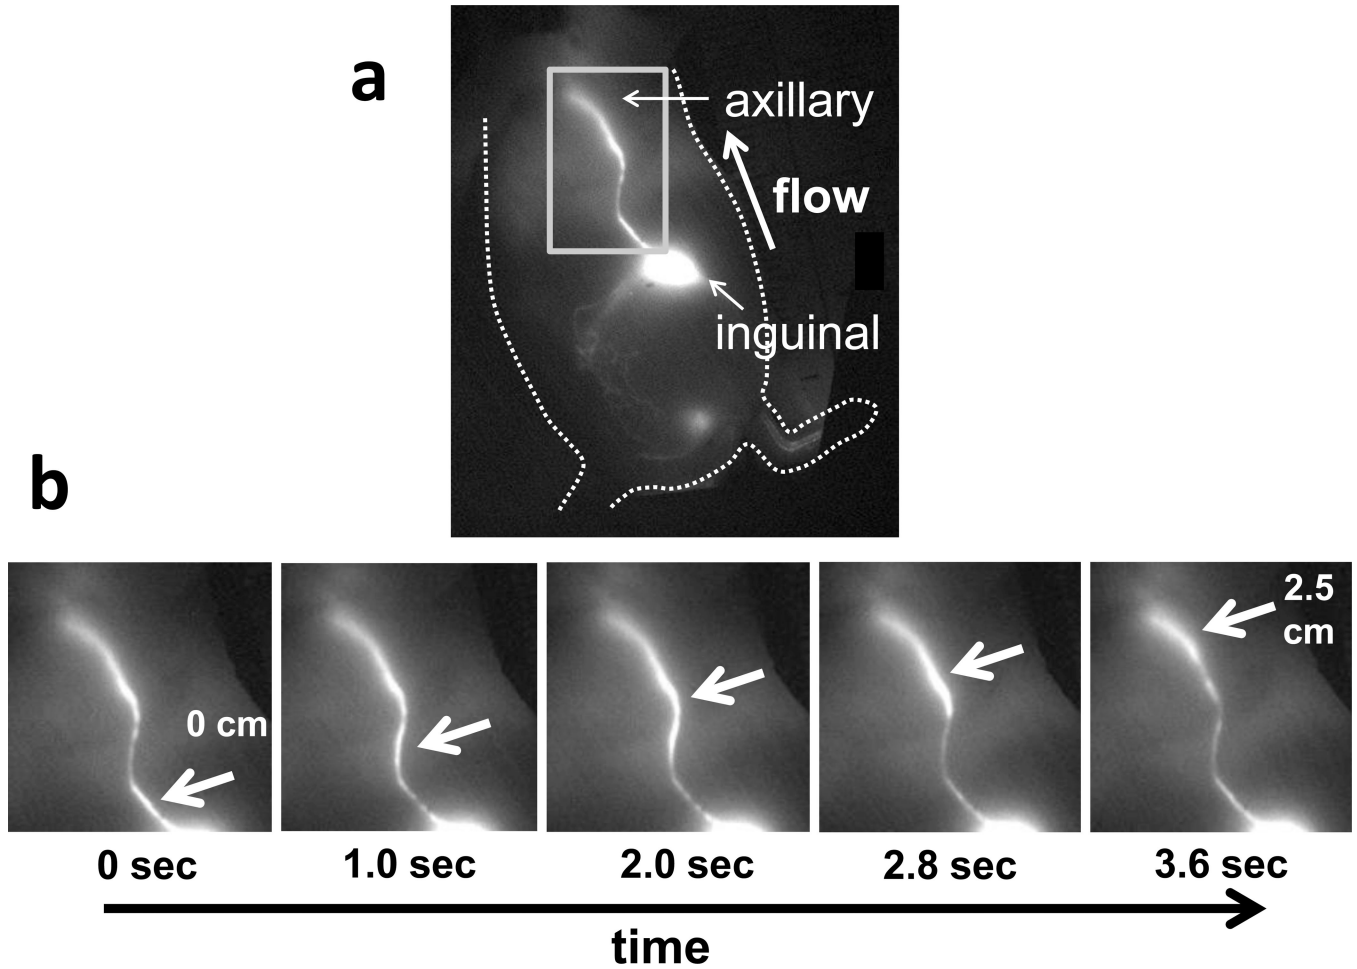 a
axillary
flow
inguinal
b
0 cm
2.5
cm
0 sec
1.0 sec
2.0 sec
2.8 sec
3.6 sec
time